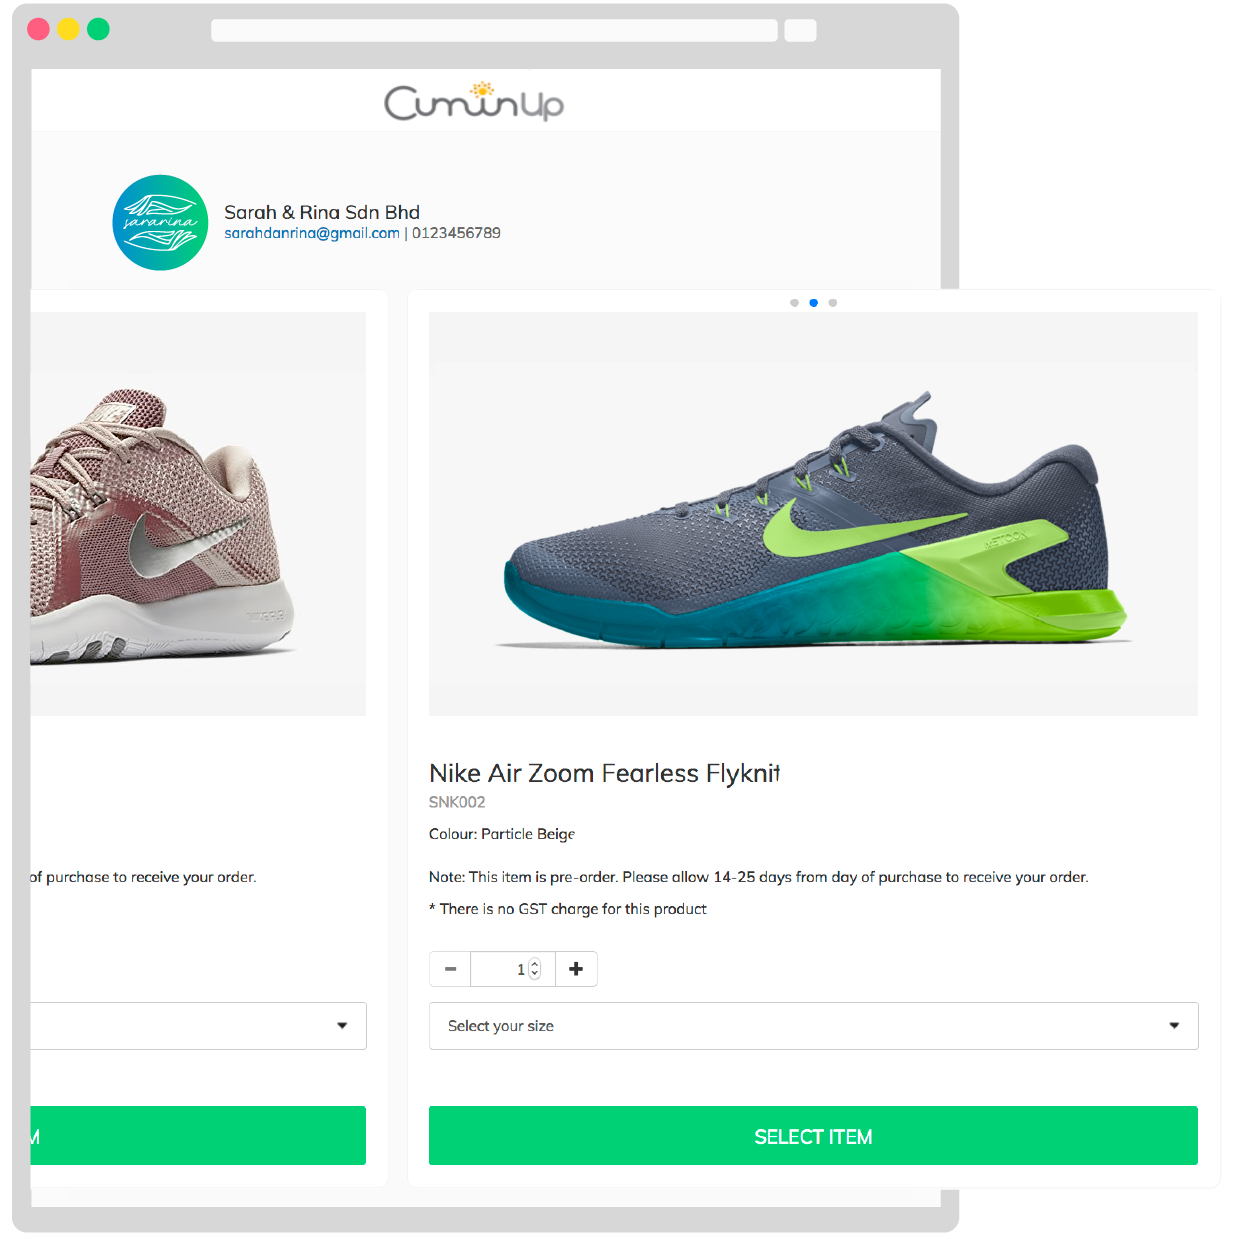 CuminUp
sararina
Sarah & Rina Sdn Bhd
sarahdanrina@gmail.com | 0123456789
Nike Air Zoom Fearless Flyknit
SNK002
Colour: Particle Beige
of purchase to receive your order.
Note: This item is pre-order. Please allow 14-25 days from day of purchase to receive your order.
* There is no GST charge for this product
1
Select your size
M
SELECT ITEM